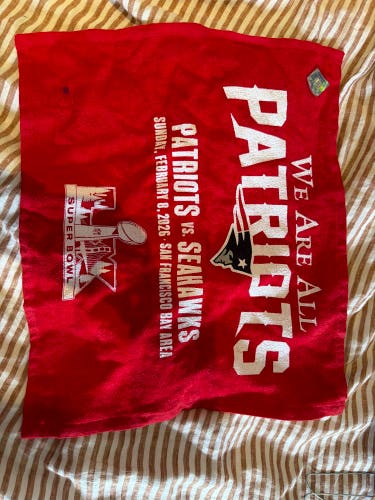 We Are All
PATRIOTS
PATRIOTS VS. SEAHAWKS
SUNDAY, FEBRUARY 8, 2026 · SAN FRANCISCO BAY AREA
LX
SUPER BOWL